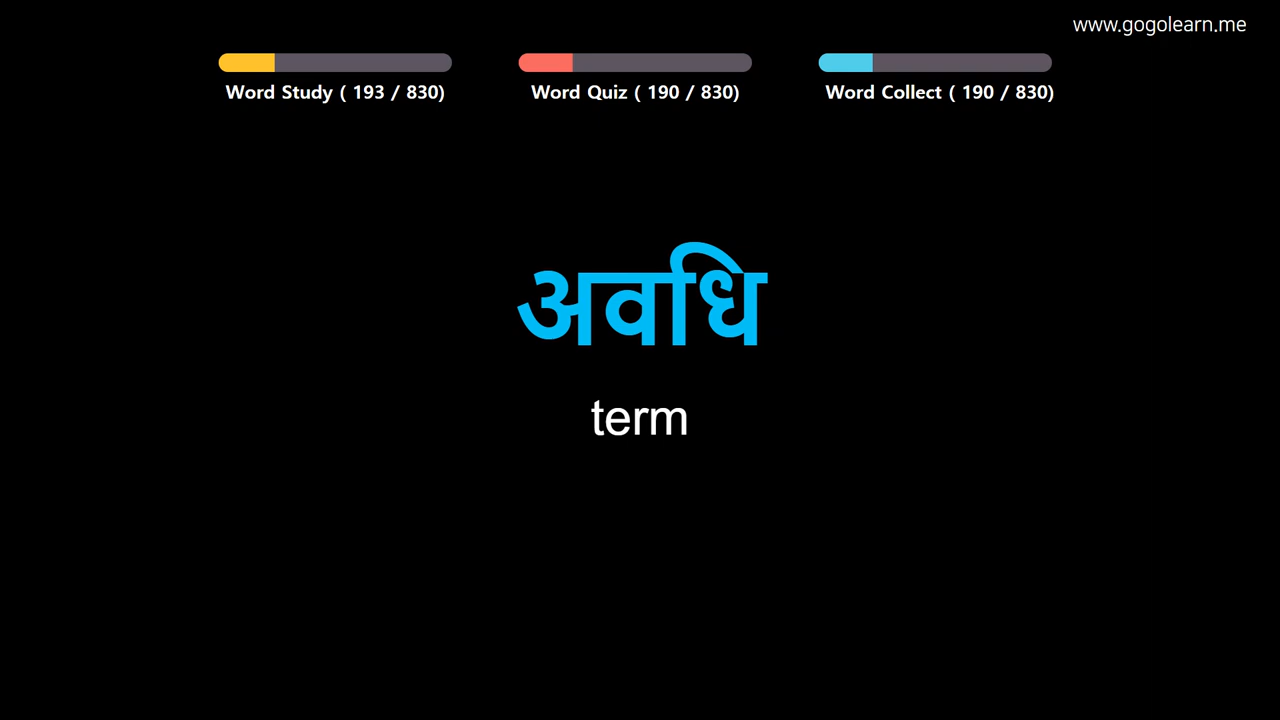 www.gogolearn.me
Word Study ( 193 / 830)
Word Quiz ( 190 / 830)
Word Collect ( 190 / 830)
अवधि
term